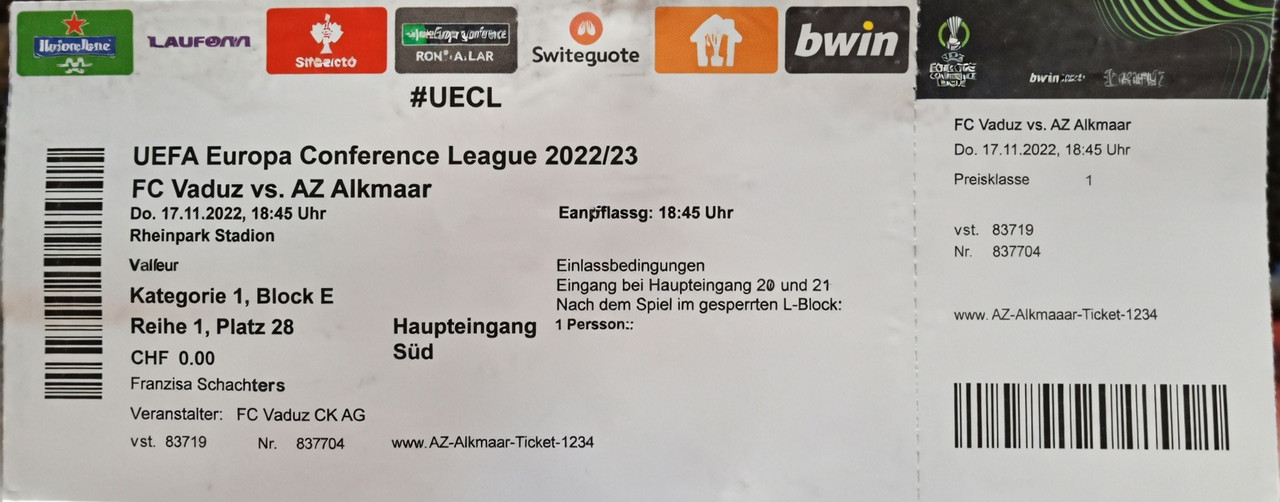 LAUFOM
Switeguote
bwin
#UECL
UEFA Europa Conference League 2022/23
FC Vaduz vs. AZ Alkmaar
Do. 17.11.2022, 18:45 Uhr
: 18:45 Uhr
Rheinpark Stadion
Einlassbedingungen
Eingang bei Haupteingang 20 und 21
Nach dem Spiel im gesperrten L-Block:
1 Persson::
Kategorie 1, Block E
Reihe 1, Platz 28
Haupteingang
Süd
CHF 0.00
Franzisa Schachters
Veranstalter: FC Vaduz CK AG
vst. 83719 Nr. 837704 www.AZ-Alkmaar-Ticket-1234
bwin
FC Vaduz vs. AZ Alkmaar
Do. 17.11.2022, 18:45 Uhr
Preisklasse 1
vst. 83719
Nr. 837704
www.AZ-Alkmaaar-Ticket-1234